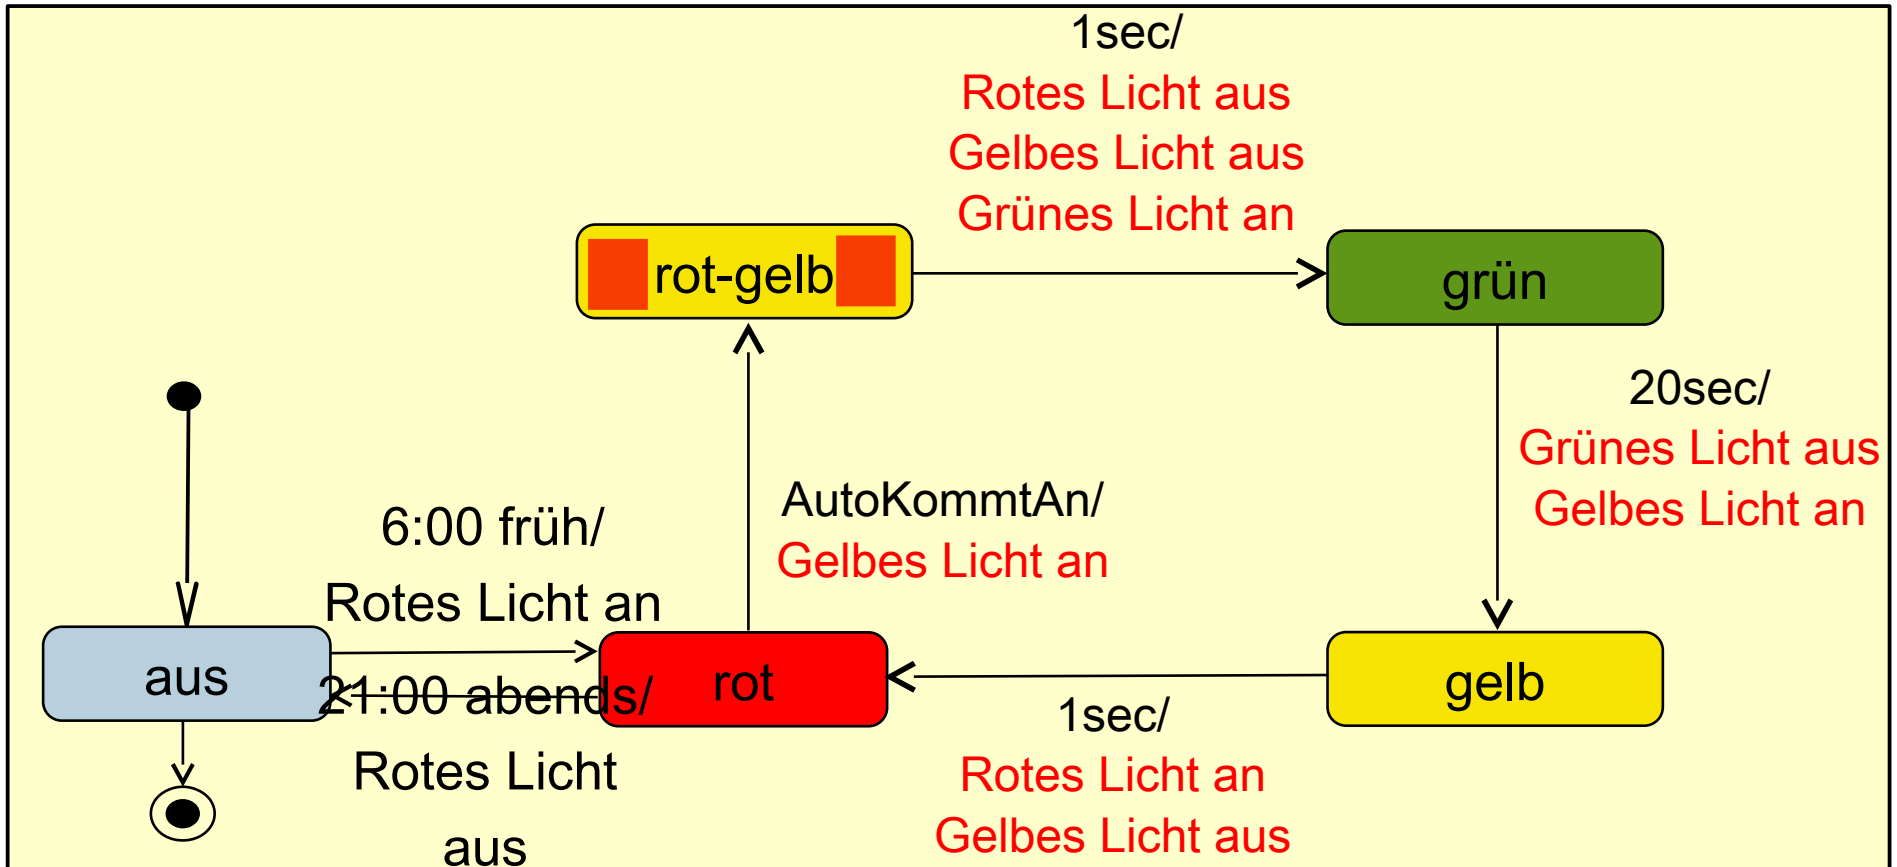 1sec/
Rotes Licht aus
Gelbes Licht aus
Grünes Licht an
rot-gelb
grün
20sec/
Grünes Licht aus
Gelbes Licht an
AutoKommtAn/
Gelbes Licht an
6:00 früh/
Rotes Licht an
aus
21:00 abends/
Rotes Licht
aus
rot
gelb
1sec/
Rotes Licht an
Gelbes Licht aus